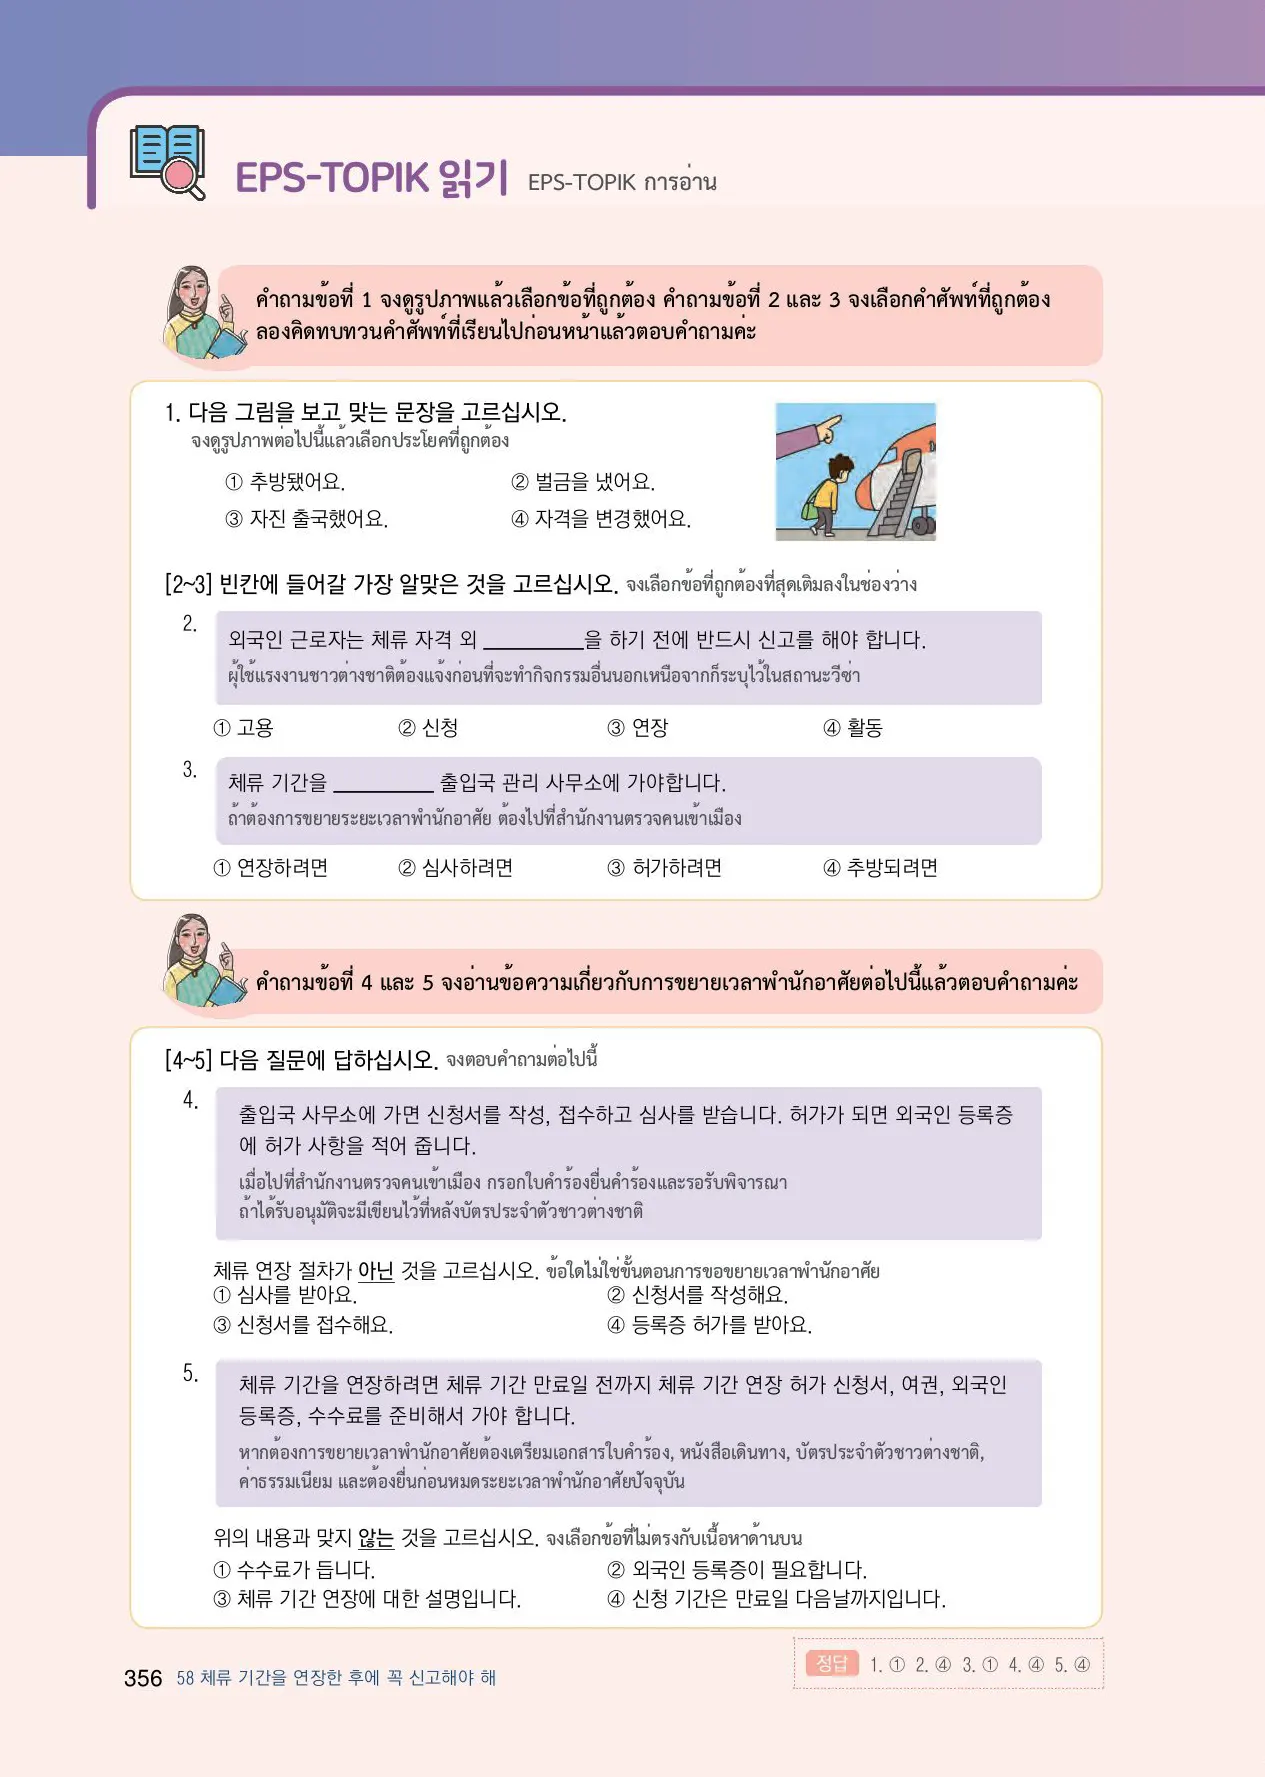 EPS-TOPIK 읽기 EPS-TOPIK การอ่าน
คำถามข้อที่ 1 จงดูรูปภาพแล้วเลือกข้อที่ถูกต้อง คำถามข้อที่ 2 และ 3 จงเลือกคำศัพท์ที่ถูกต้อง
ลองคิดทบทวนคำศัพท์ที่เรียนไปก่อนหน้าแล้วตอบคำถามค่ะ
1. 다음 그림을 보고 맞는 문장을 고르십시오.
จงดูรูปภาพต่อไปนี้แล้วเลือกประโยคที่ถูกต้อง
① 추방됐어요. ② 벌금을 냈어요.
③ 자진 출국했어요. ④ 자격을 변경했어요.
[2~3] 빈칸에 들어갈 가장 알맞은 것을 고르십시오. จงเลือกข้อที่ถูกต้องที่สุดเติมลงในช่องว่าง
2. 외국인 근로자는 체류 자격 외 __________을 하기 전에 반드시 신고를 해야 합니다.
ผุ้ใช้แรงงานชาวต่างชาติต้องแจ้งก่อนที่จะทำกิจกรรมอื่นนอกเหนือจากก็ระบุไว้ในสถานะวีซ่า
① 고용 ② 신청 ③ 연장 ④ 활동
3. 체류 기간을 __________ 출입국 관리 사무소에 가야합니다.
ถ้าต้องการขยายระยะเวลาพำนักอาศัย ต้องไปที่สำนักงานตรวจคนเข้าเมือง
① 연장하려면 ② 심사하려면 ③ 허가하려면 ④ 추방되려면
คำถามข้อที่ 4 และ 5 จงอ่านข้อความเกี่ยวกับการขยายเวลาพำนักอาศัยต่อไปนี้แล้วตอบคำถามค่ะ
[4~5] 다음 질문에 답하십시오. จงตอบคำถามต่อไปนี้
4. 출입국 사무소에 가면 신청서를 작성, 접수하고 심사를 받습니다. 허가가 되면 외국인 등록증
에 허가 사항을 적어 줍니다.
เมื่อไปที่สำนักงานตรวจคนเข้าเมือง กรอกใบคำร้องยื่นคำร้องและรอรับพิจารณา
ถ้าได้รับอนุมัติจะมีเขียนไว้ที่หลังบัตรประจำตัวชาวต่างชาติ
체류 연장 절차가 아닌 것을 고르십시오. ข้อใดไม่ใช่ขั้นตอนการขอขยายเวลาพำนักอาศัย
① 심사를 받아요. ② 신청서를 작성해요.
③ 신청서를 접수해요. ④ 등록증 허가를 받아요.
5. 체류 기간을 연장하려면 체류 기간 만료일 전까지 체류 기간 연장 허가 신청서, 여권, 외국인
등록증, 수수료를 준비해서 가야 합니다.
หากต้องการขยายเวลาพำนักอาศัยต้องเตรียมเอกสารใบคำร้อง, หนังสือเดินทาง, บัตรประจำตัวชาวต่างชาติ,
ค่าธรรมเนียม และต้องยื่นก่อนหมดระยะเวลาพำนักอาศัยปัจจุบัน
위의 내용과 맞지 않는 것을 고르십시오. จงเลือกข้อที่ไม่ตรงกับเนื้อหาด้านบน
① 수수료가 듭니다. ② 외국인 등록증이 필요합니다.
③ 체류 기간 연장에 대한 설명입니다. ④ 신청 기간은 만료일 다음날까지입니다.
정답 1. ① 2. ④ 3. ① 4. ④ 5. ④
356 58 체류 기간을 연장한 후에 꼭 신고해야 해